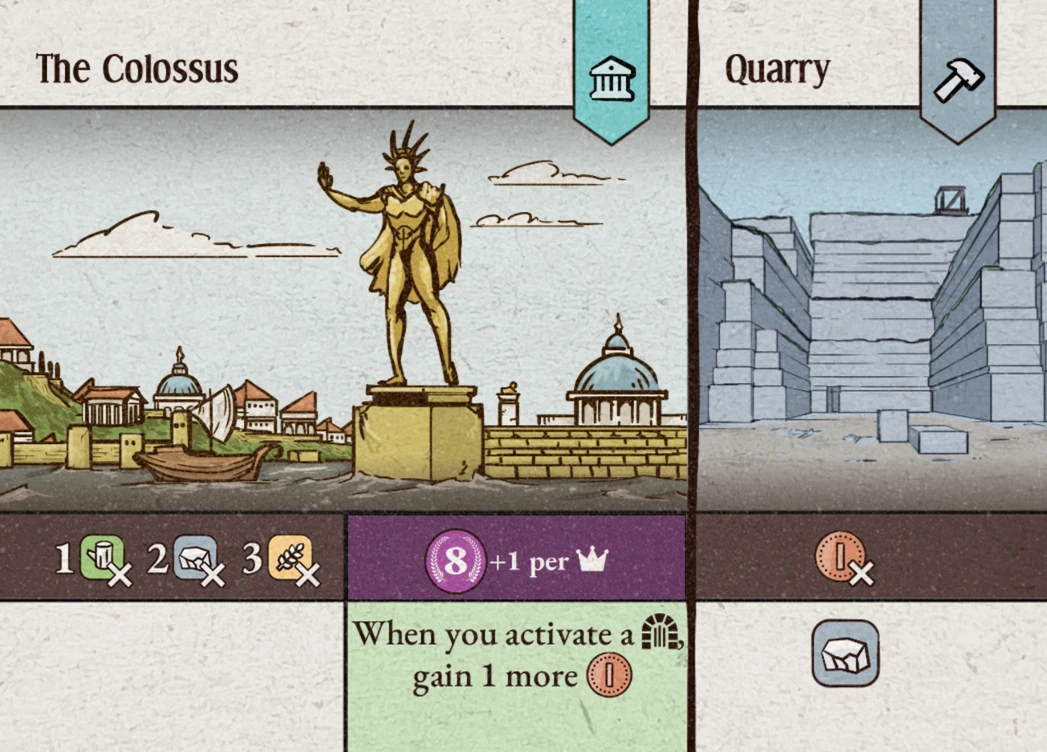 The Colossus
Quarry
1 2 3
8 +1 per
I
When you activate a ,
gain 1 more I